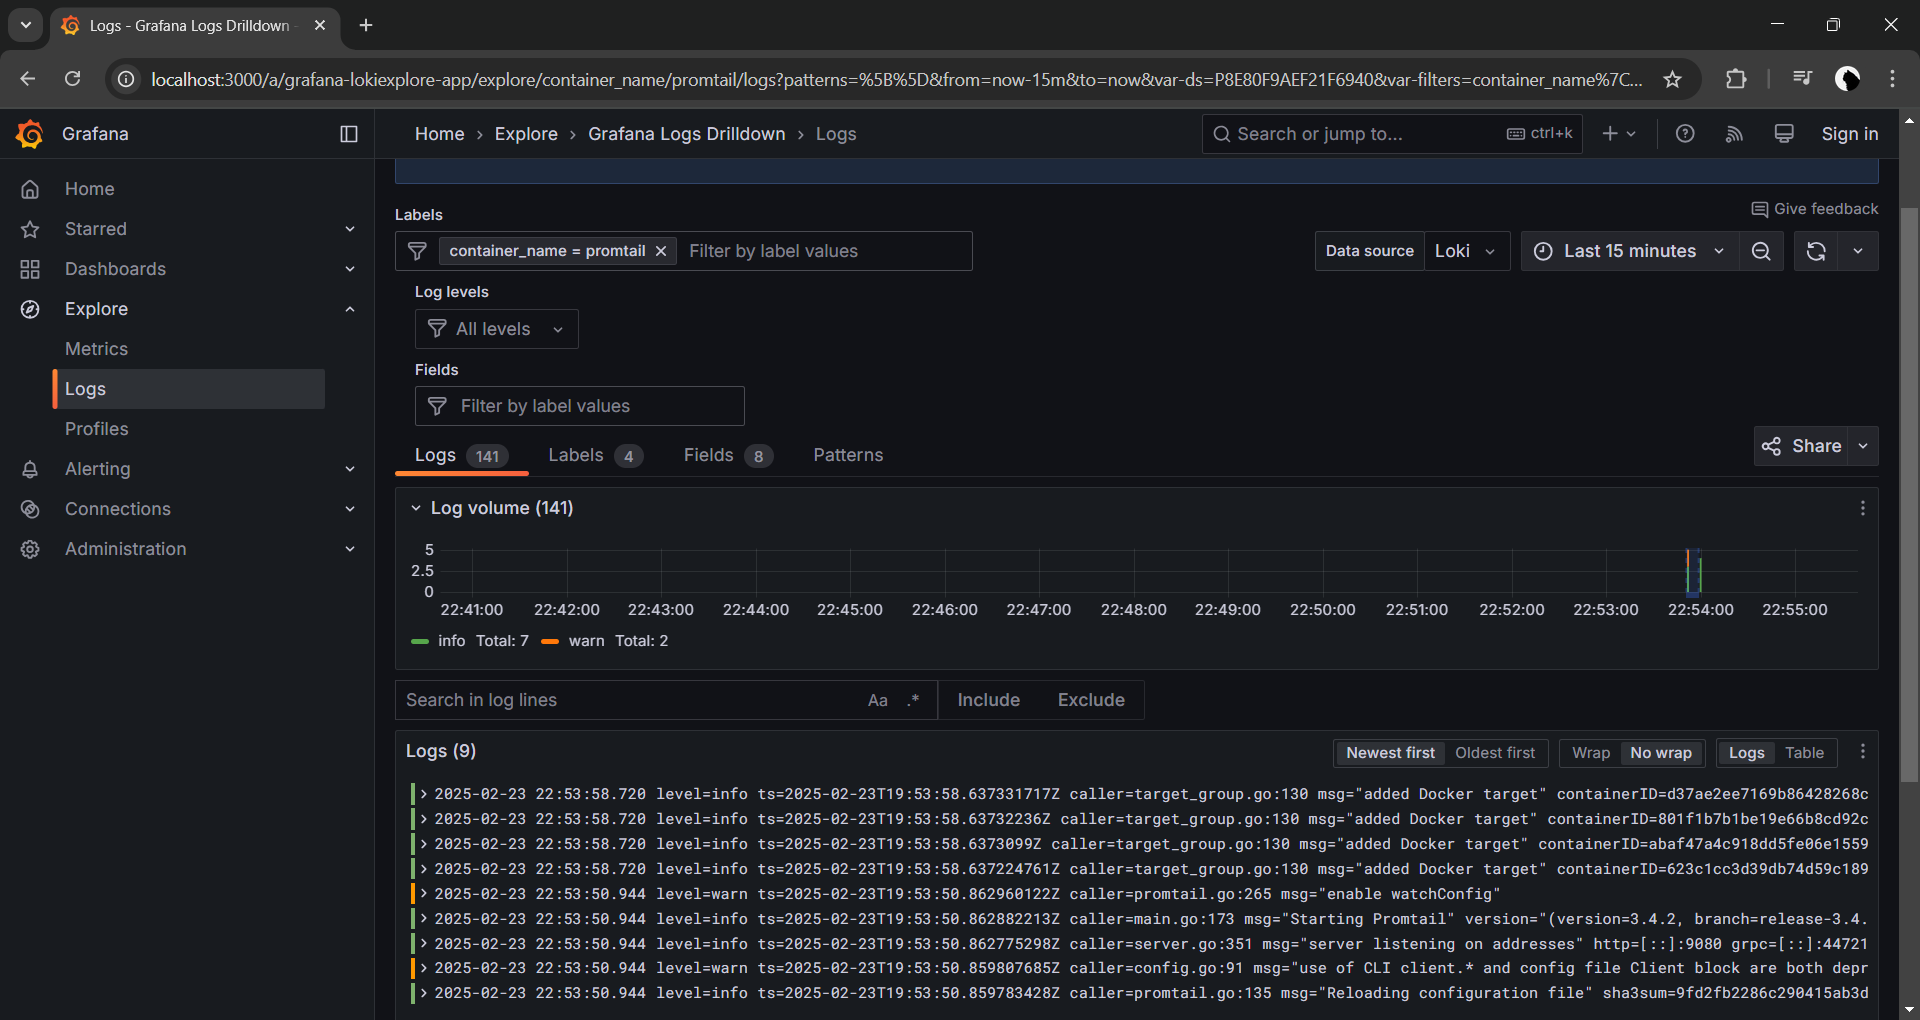 Logs - Grafana Logs Drilldown -
localhost:3000/a/grafana-lokiexplore-app/explore/container_name/promtail/logs?patterns=%5B%5D&from=now-15m&to=now&var-ds=P8E80F9AEF21F6940&var-filters=container_name%7C...
Grafana
Home › Explore › Grafana Logs Drilldown › Logs
Search or jump to... ctrl+k
Sign in
Home
Starred
Dashboards
Explore
Metrics
Logs
Profiles
Alerting
Connections
Administration
Give feedback
Labels
container_name = promtail Filter by label values
Data source Loki Last 15 minutes
Log levels
All levels
Fields
Filter by label values
Logs 141 Labels 4 Fields 8 Patterns
Share
Log volume (141)
5
2.5
0
22:41:00 22:42:00 22:43:00 22:44:00 22:45:00 22:46:00 22:47:00 22:48:00 22:49:00 22:50:00 22:51:00 22:52:00 22:53:00 22:54:00 22:55:00
info Total: 7 warn Total: 2
Search in log lines Aa .* Include Exclude
Logs (9) Newest first Oldest first Wrap No wrap Logs Table
2025-02-23 22:53:58.720 level=info ts=2025-02-23T19:53:58.637331717Z caller=target_group.go:130 msg="added Docker target" containerID=d37ae2ee7169b86428268c
2025-02-23 22:53:58.720 level=info ts=2025-02-23T19:53:58.63732236Z caller=target_group.go:130 msg="added Docker target" containerID=801f1b7b1be19e66b8cd92c
2025-02-23 22:53:58.720 level=info ts=2025-02-23T19:53:58.6373099Z caller=target_group.go:130 msg="added Docker target" containerID=abaf47a4c918dd5fe06e1559
2025-02-23 22:53:58.720 level=info ts=2025-02-23T19:53:58.637224761Z caller=target_group.go:130 msg="added Docker target" containerID=623c1cc3d39db74d59c189
2025-02-23 22:53:50.944 level=warn ts=2025-02-23T19:53:50.862960122Z caller=promtail.go:265 msg="enable watchConfig"
2025-02-23 22:53:50.944 level=info ts=2025-02-23T19:53:50.862882213Z caller=main.go:173 msg="Starting Promtail" version="(version=3.4.2, branch=release-3.4.
2025-02-23 22:53:50.944 level=info ts=2025-02-23T19:53:50.862775298Z caller=server.go:351 msg="server listening on addresses" http=[::]:9080 grpc=[::]:44721
2025-02-23 22:53:50.944 level=warn ts=2025-02-23T19:53:50.859807685Z caller=config.go:91 msg="use of CLI client.* and config file Client block are both depr
2025-02-23 22:53:50.944 level=info ts=2025-02-23T19:53:50.859783428Z caller=promtail.go:135 msg="Reloading configuration file" sha3sum=9fd2fb2286c290415ab3d